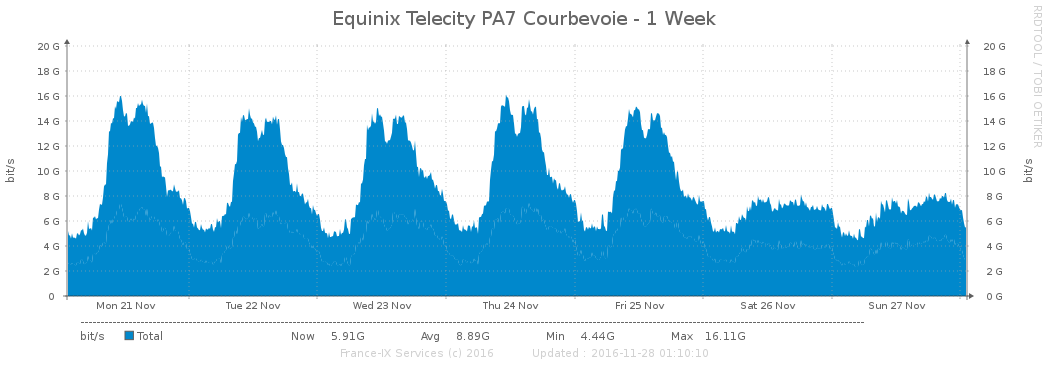 Equinix Telecity PA7 Courbevoie - 1 Week
RRDTOOL / TOBI OETIKER
20 G 20 G
18 G 18 G
16 G 16 G
14 G 14 G
12 G 12 G
10 G 10 G
8 G 8 G
6 G 6 G
4 G 4 G
2 G 2 G
0 0 G
bit/s
bit/s
Mon 21 Nov Tue 22 Nov Wed 23 Nov Thu 24 Nov Fri 25 Nov Sat 26 Nov Sun 27 Nov
bit/s Total Now 5.91G Avg 8.89G Min 4.44G Max 16.11G
France-IX Services (c) 2016 Updated : 2016-11-28 01:10:10